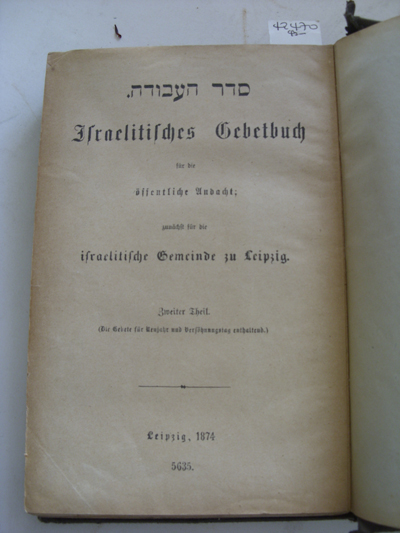 42470
סדר העבודה.
Israelitisches Gebetbuch
für die
öffentliche Andacht;
zunächst für die
israelitische Gemeinde zu Leipzig.
Zweiter Theil.
(Die Gebete für Neujahr und Versöhnungstag enthaltend.)
Leipzig, 1874
5635.